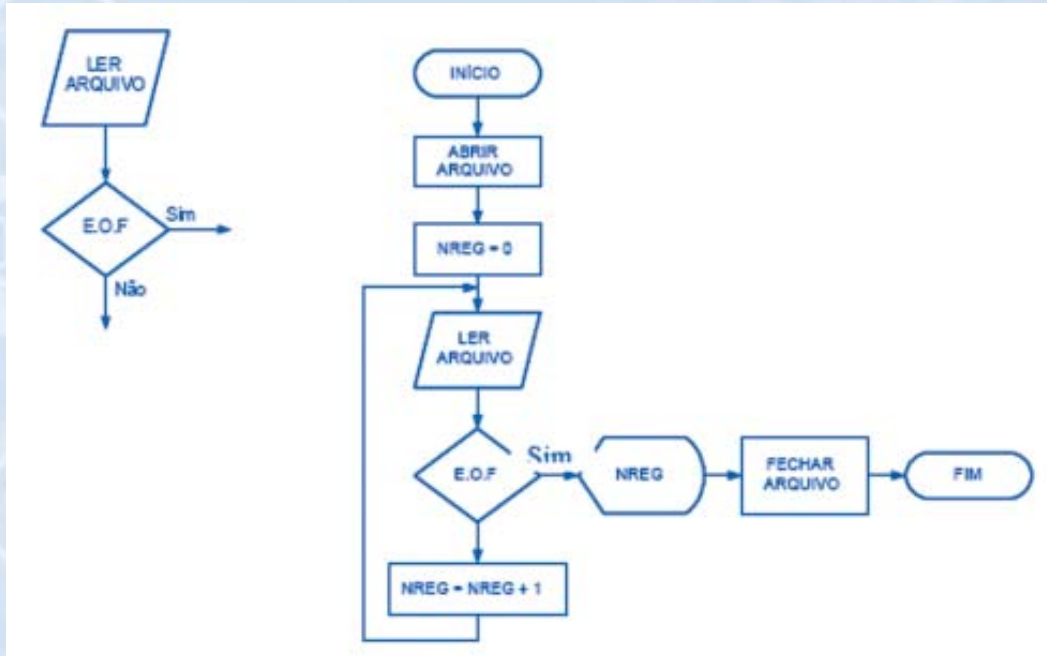 LER
ARQUIVO
E.O.F
Sim
Não
INÍCIO
ABRIR
ARQUIVO
NREG = 0
LER
ARQUIVO
E.O.F
Sim
NREG
FECHAR
ARQUIVO
FIM
NREG = NREG + 1